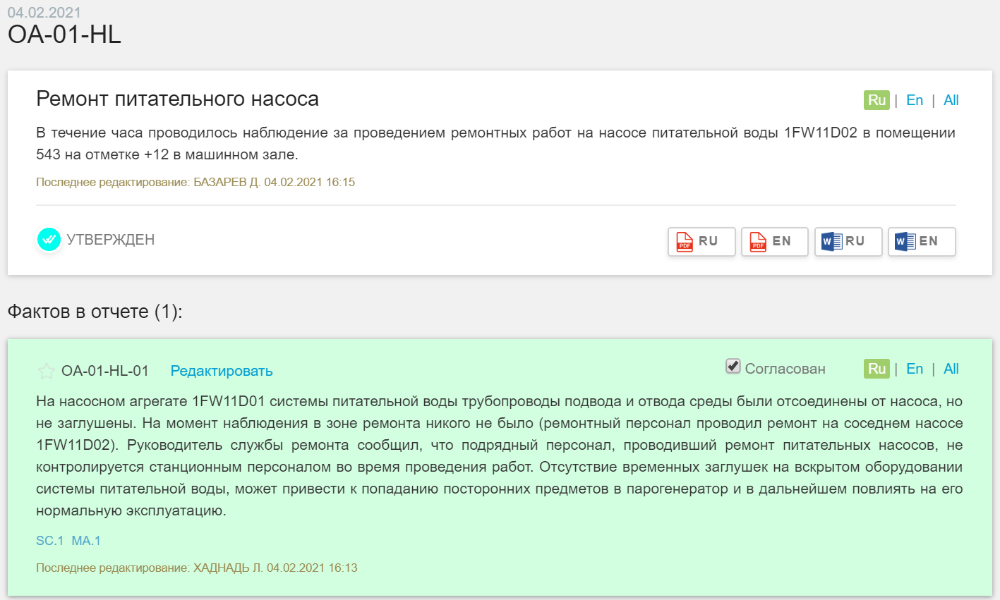 04.02.2021
OA-01-HL
Ремонт питательного насоса
Ru | En | All
В течение часа проводилось наблюдение за проведением ремонтных работ на насосе питательной воды 1FW11D02 в помещении
543 на отметке +12 в машинном зале.
Последнее редактирование: БАЗАРЕВ Д. 04.02.2021 16:15
УТВЕРЖДЕН
PDF RU PDF EN W RU W EN
Фактов в отчете (1):
OA-01-HL-01 Редактировать Согласован Ru | En | All
На насосном агрегате 1FW11D01 системы питательной воды трубопроводы подвода и отвода среды были отсоединены от насоса, но
не заглушены. На момент наблюдения в зоне ремонта никого не было (ремонтный персонал проводил ремонт на соседнем насосе
1FW11D02). Руководитель службы ремонта сообщил, что подрядный персонал, проводивший ремонт питательных насосов, не
контролируется станционным персоналом во время проведения работ. Отсутствие временных заглушек на вскрытом оборудовании
системы питательной воды, может привести к попаданию посторонних предметов в парогенератор и в дальнейшем повлиять на его
нормальную эксплуатацию.
SC.1 MA.1
Последнее редактирование: ХАДНАДЬ Л. 04.02.2021 16:13